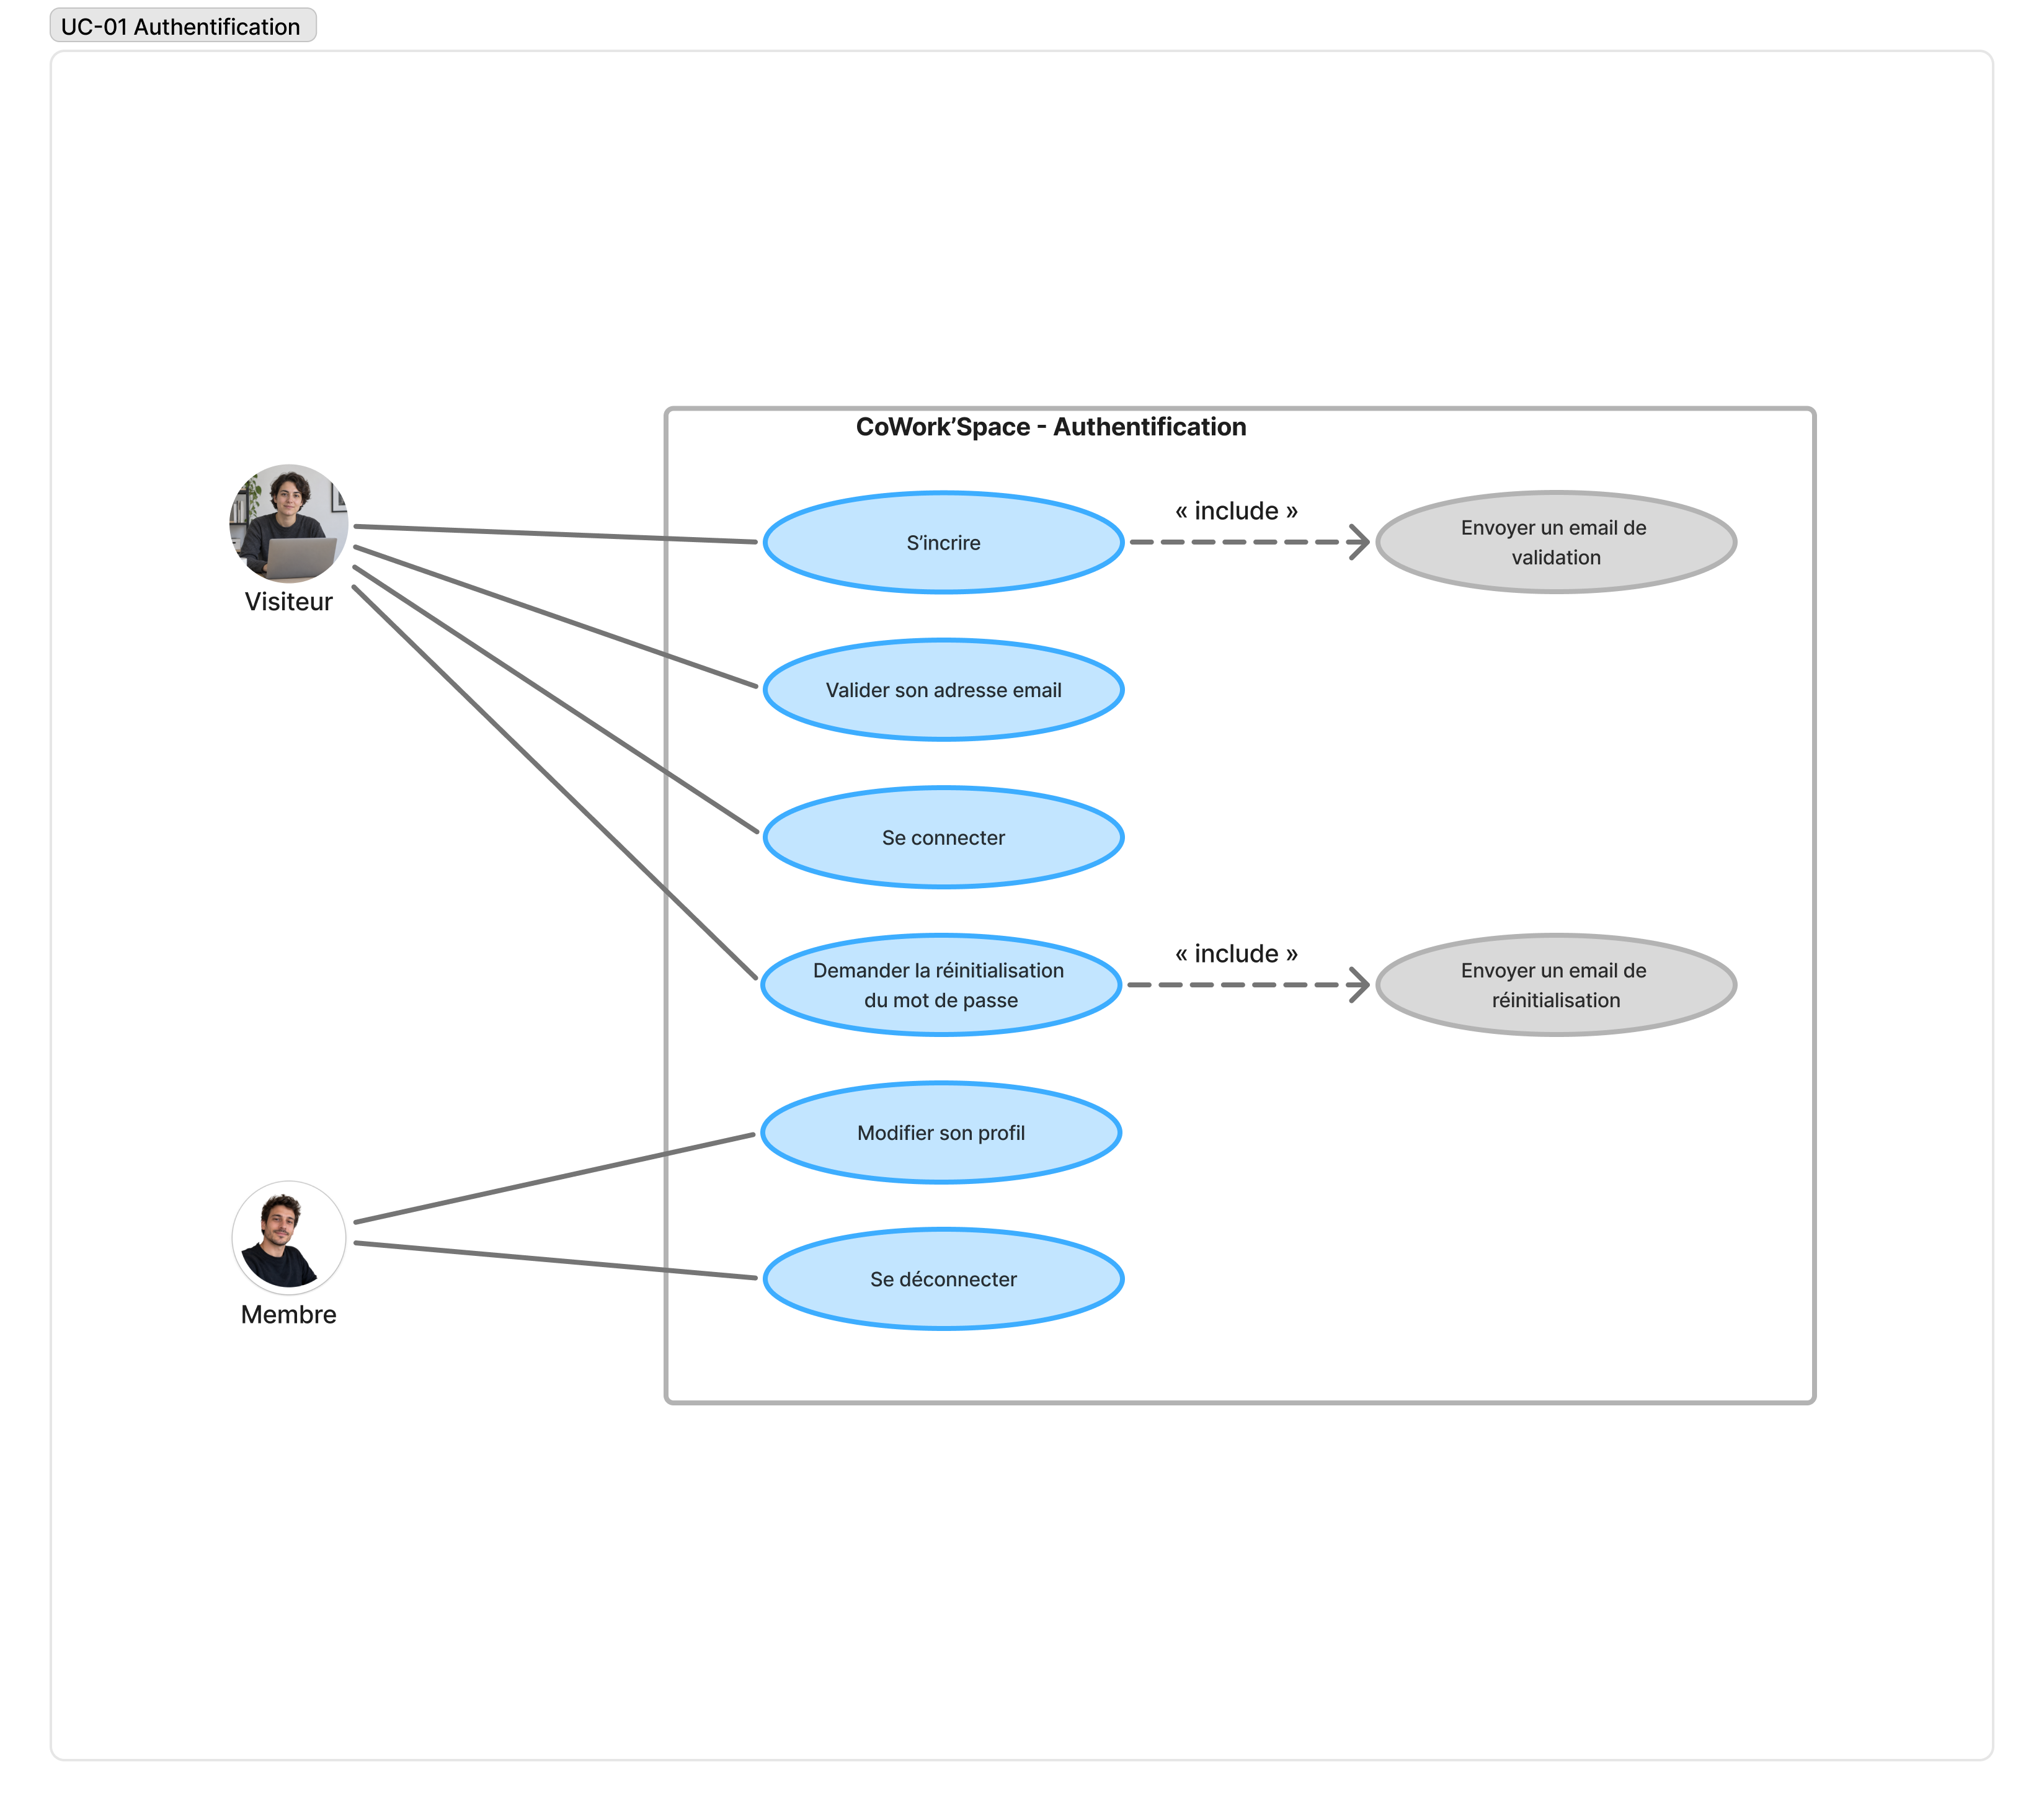 UC-01 Authentification
CoWork’Space - Authentification
S’incrire
« include »
Envoyer un email de
validation
Visiteur
Valider son adresse email
Se connecter
Demander la réinitialisation
du mot de passe
« include »
Envoyer un email de
réinitialisation
Modifier son profil
Se déconnecter
Membre